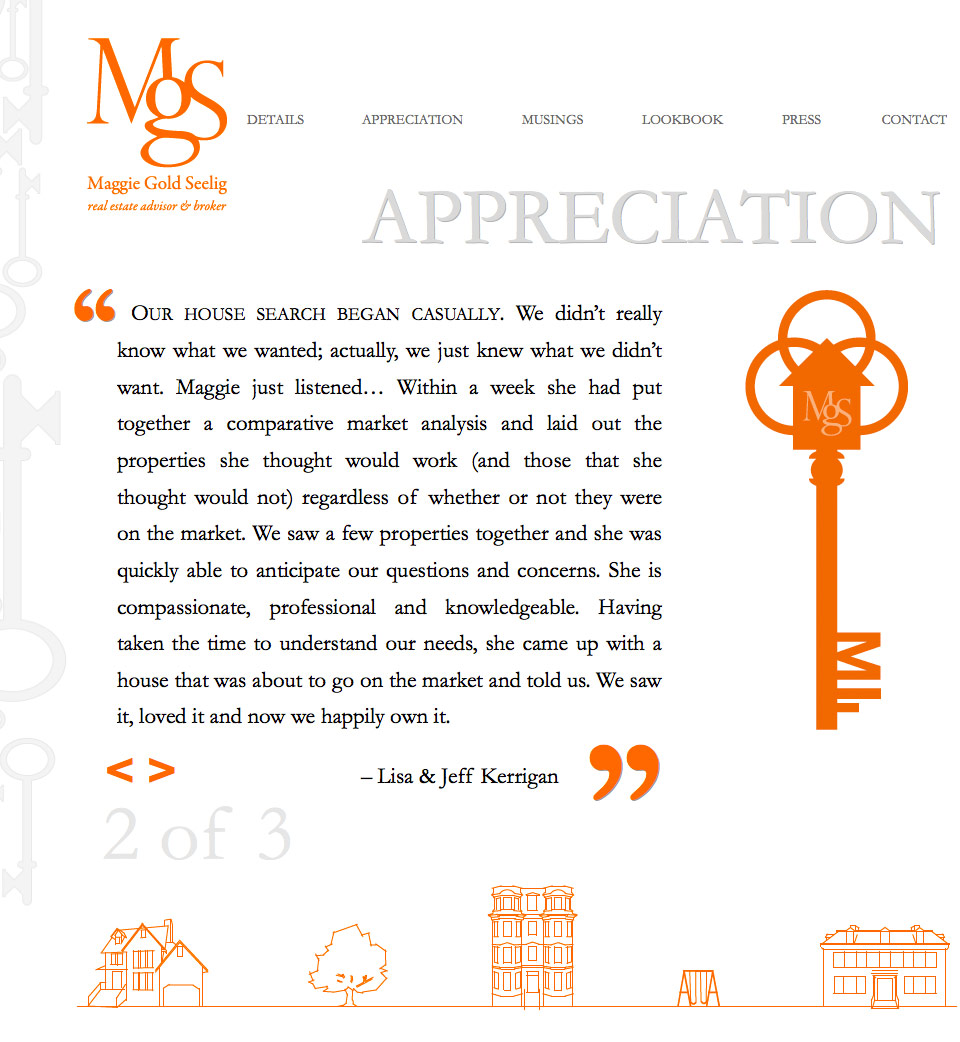 MgS
Maggie Gold Seelig
real estate advisor & broker
DETAILS APPRECIATION MUSINGS LOOKBOOK PRESS CONTACT
APPRECIATION
“ OUR HOUSE SEARCH BEGAN CASUALLY. We didn’t really
know what we wanted; actually, we just knew what we didn’t
want. Maggie just listened… Within a week she had put
together a comparative market analysis and laid out the
properties she thought would work (and those that she
thought would not) regardless of whether or not they were
on the market. We saw a few properties together and she was
quickly able to anticipate our questions and concerns. She is
compassionate, professional and knowledgeable. Having
taken the time to understand our needs, she came up with a
house that was about to go on the market and told us. We saw
it, loved it and now we happily own it.
< >
– Lisa & Jeff Kerrigan ”
2 of 3
MgS